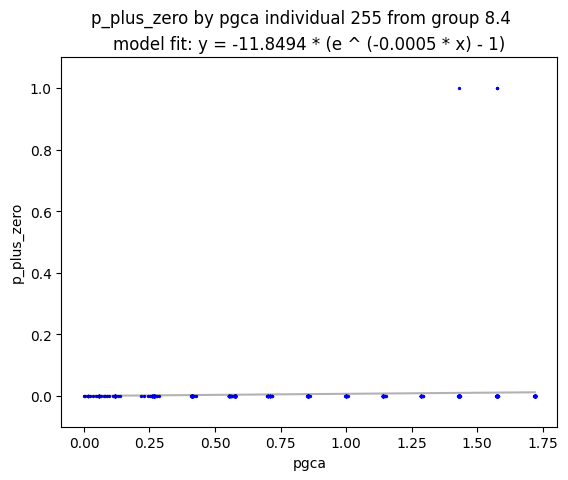 p_plus_zero by pgca individual 255 from group 8.4
model fit: y = -11.8494 * (e ^ (-0.0005 * x) - 1)
1.0
0.8
0.6
0.4
0.2
0.0
p_plus_zero
0.00 0.25 0.50 0.75 1.00 1.25 1.50 1.75
pgca